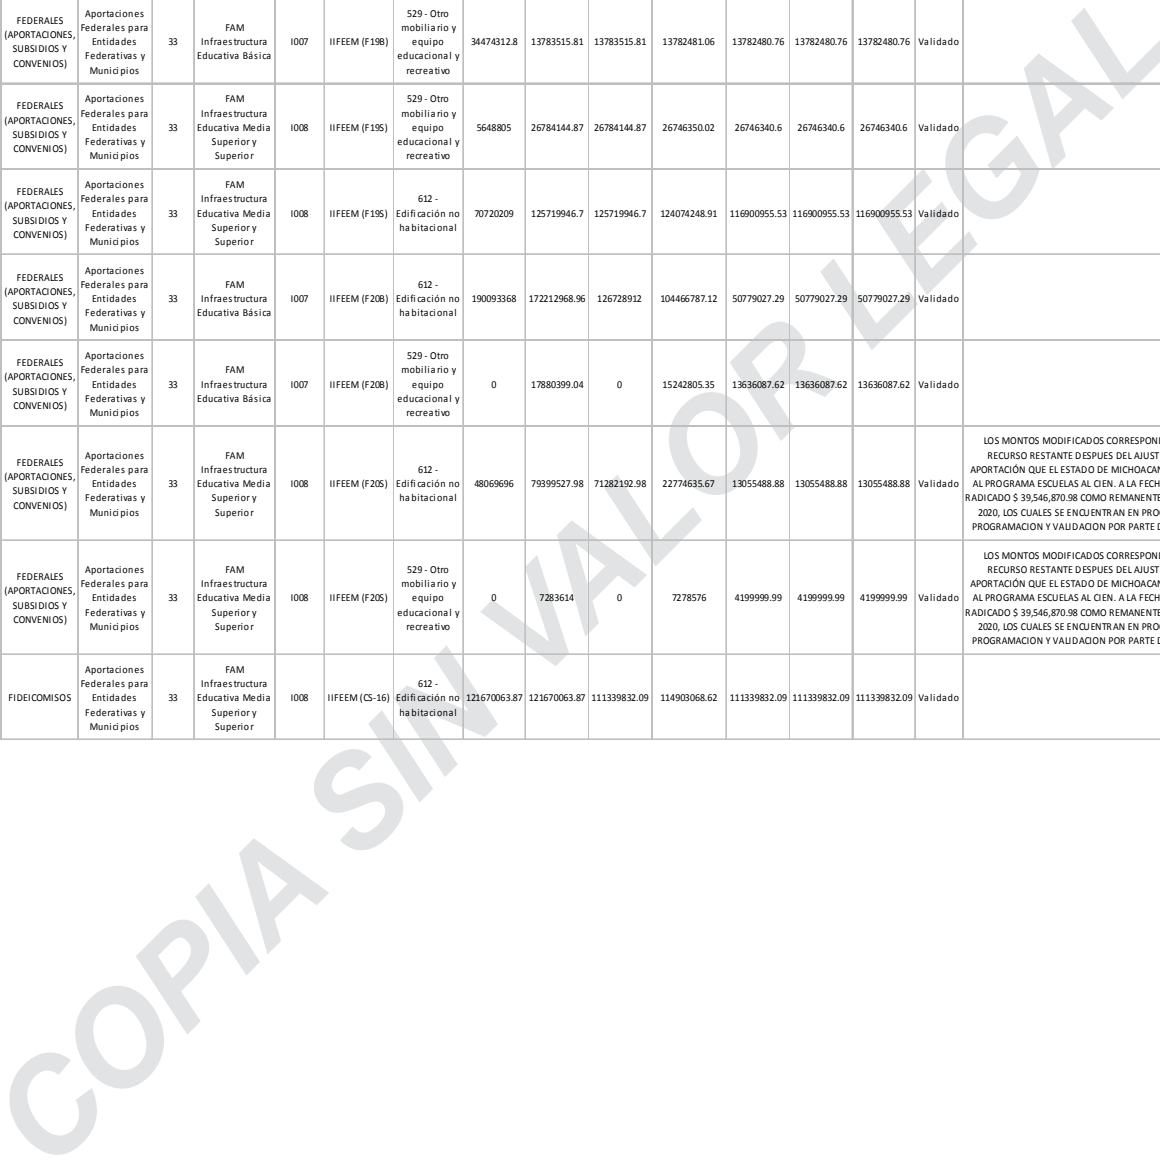 FEDERALES (APORTACIONES, SUBSIDIOS Y CONVENIOS) Aportaciones Federales para Entidades Federativas y Municipios 33 FAM Infraestructura Educativa Básica I007 IIFEEM (F19B) 529 - Otro mobiliario y equipo educacional y recreativo 34474312.8 13783515.81 13783515.81 13782481.06 13782480.76 13782480.76 13782480.76 Validado
FEDERALES (APORTACIONES, SUBSIDIOS Y CONVENIOS) Aportaciones Federales para Entidades Federativas y Municipios 33 FAM Infraestructura Educativa Media Superior y Superior I008 IIFEEM (F19S) 529 - Otro mobiliario y equipo educacional y recreativo 5648805 26784144.87 26784144.87 26746350.02 26746340.6 26746340.6 26746340.6 Validado
FEDERALES (APORTACIONES, SUBSIDIOS Y CONVENIOS) Aportaciones Federales para Entidades Federativas y Municipios 33 FAM Infraestructura Educativa Media Superior y Superior I008 IIFEEM (F19S) 612 - Edificación no habitacional 70720209 125719946.7 125719946.7 124074248.91 116900955.53 116900955.53 116900955.53 Validado
FEDERALES (APORTACIONES, SUBSIDIOS Y CONVENIOS) Aportaciones Federales para Entidades Federativas y Municipios 33 FAM Infraestructura Educativa Básica I007 IIFEEM (F20B) 612 - Edificación no habitacional 190093368 172212968.96 126728912 104466787.12 50779027.29 50779027.29 50779027.29 Validado
FEDERALES (APORTACIONES, SUBSIDIOS Y CONVENIOS) Aportaciones Federales para Entidades Federativas y Municipios 33 FAM Infraestructura Educativa Básica I007 IIFEEM (F20B) 529 - Otro mobiliario y equipo educacional y recreativo 0 17880399.04 0 15242805.35 13636087.62 13636087.62 13636087.62 Validado
FEDERALES (APORTACIONES, SUBSIDIOS Y CONVENIOS) Aportaciones Federales para Entidades Federativas y Municipios 33 FAM Infraestructura Educativa Media Superior y Superior I008 IIFEEM (F20S) 612 - Edificación no habitacional 48069696 79399527.98 71282192.98 22774635.67 13055488.88 13055488.88 13055488.88 Validado
LOS MONTOS MODIFICADOS CORRESPON
RECURSO RESTANTE DESPUES DEL AJUST
APORTACIÓN QUE EL ESTADO DE MICHOACAN
AL PROGRAMA ESCUELAS AL CIEN. A LA FECH
RADICADO $ 39,546,870.98 COMO REMANENTE
2020, LOS CUALES SE ENCUENTRAN EN PRO
PROGRAMACION Y VALIDACION POR PARTE D
FEDERALES (APORTACIONES, SUBSIDIOS Y CONVENIOS) Aportaciones Federales para Entidades Federativas y Municipios 33 FAM Infraestructura Educativa Media Superior y Superior I008 IIFEEM (F20S) 529 - Otro mobiliario y equipo educacional y recreativo 0 7283614 0 7278576 4199999.99 4199999.99 4199999.99 Validado
LOS MONTOS MODIFICADOS CORRESPON
RECURSO RESTANTE DESPUES DEL AJUST
APORTACIÓN QUE EL ESTADO DE MICHOACAN
AL PROGRAMA ESCUELAS AL CIEN. A LA FECH
RADICADO $ 39,546,870.98 COMO REMANENTE
2020, LOS CUALES SE ENCUENTRAN EN PRO
PROGRAMACION Y VALIDACION POR PARTE D
FIDEICOMISOS Aportaciones Federales para Entidades Federativas y Municipios 33 FAM Infraestructura Educativa Media Superior y Superior I008 IIFEEM (CS-16) 612 - Edificación no habitacional 121670063.87 121670063.87 111339832.09 114903068.62 111339832.09 111339832.09 111339832.09 Validado
COPIA SIN VALOR LEGAL